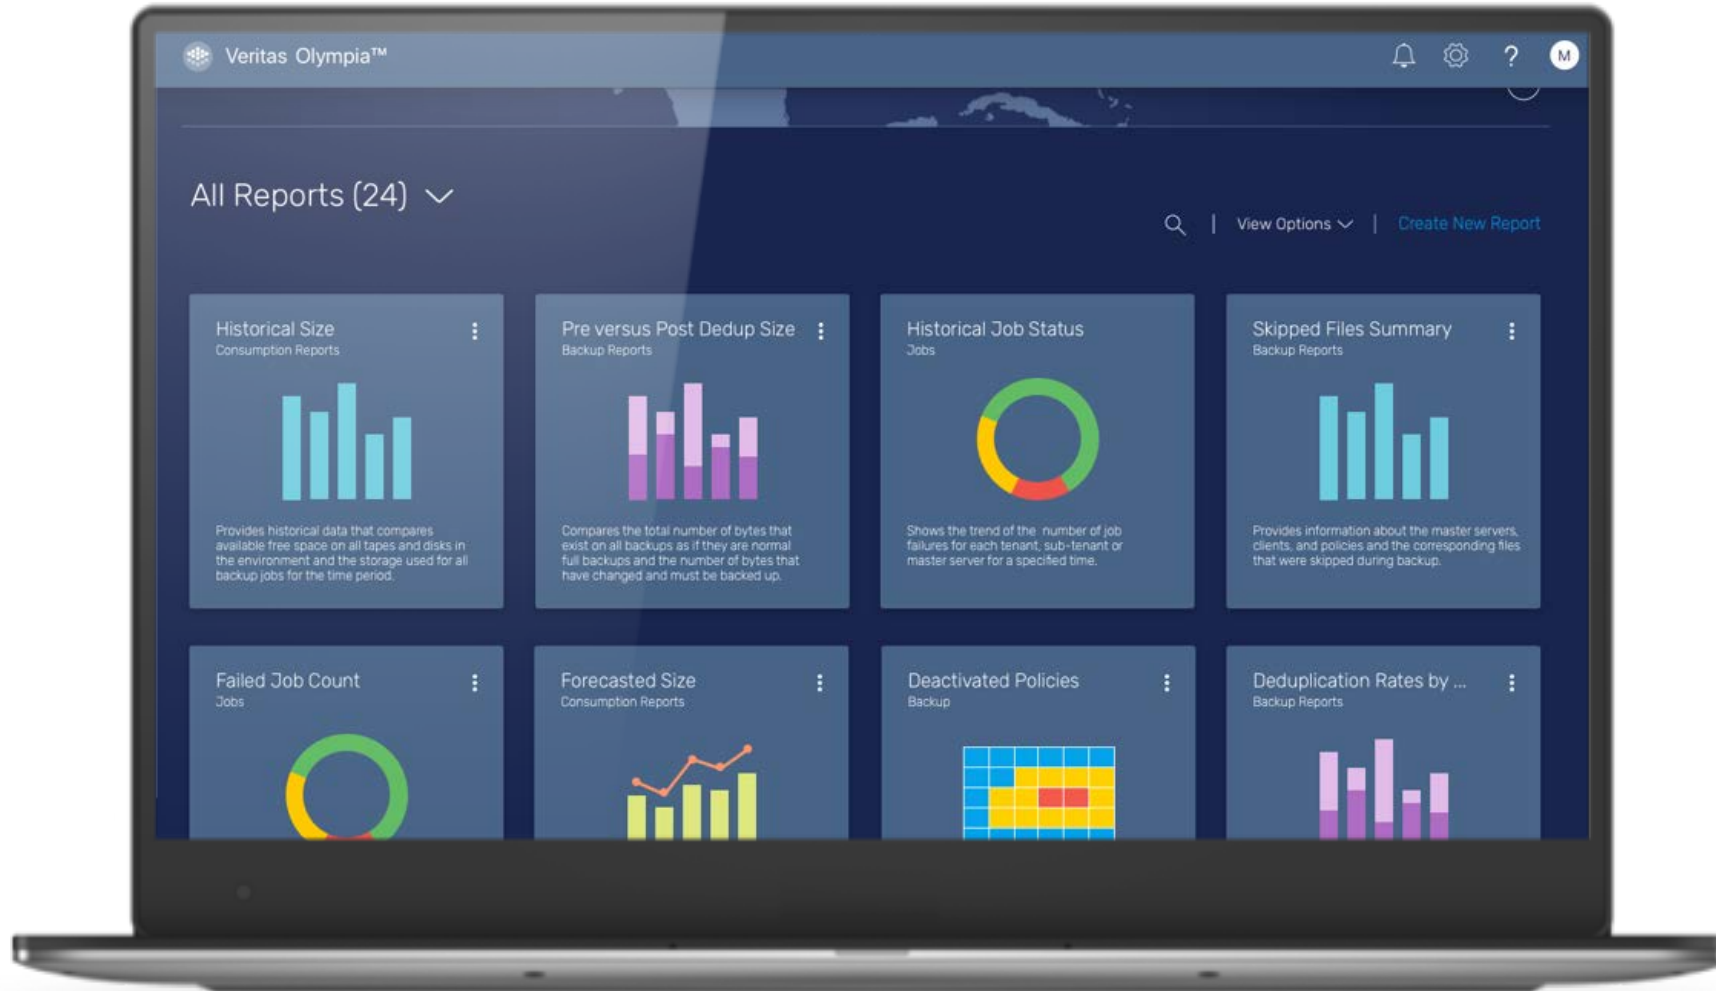 Veritas Olympia™
?
M
All Reports (24)
| View Options | Create New Report
Historical Size
Consumption Reports
Provides historical data that compares
available free space on all tapes and disks in
the environment and the storage used for all
backup jobs for the time period.
Pre versus Post Dedup Size
Backup Reports
Compares the total number of bytes that
exist on all backups as if they are normal
full backups and the number of bytes that
have changed and must be backed up.
Historical Job Status
Jobs
Shows the trend of the number of job
failures for each tenant, sub-tenant or
master server for a specified time.
Skipped Files Summary
Backup Reports
Provides information about the master servers,
clients, and policies and the corresponding files
that were skipped during backup.
Failed Job Count
Jobs
Forecasted Size
Consumption Reports
Deactivated Policies
Backup
Deduplication Rates by ...
Backup Reports